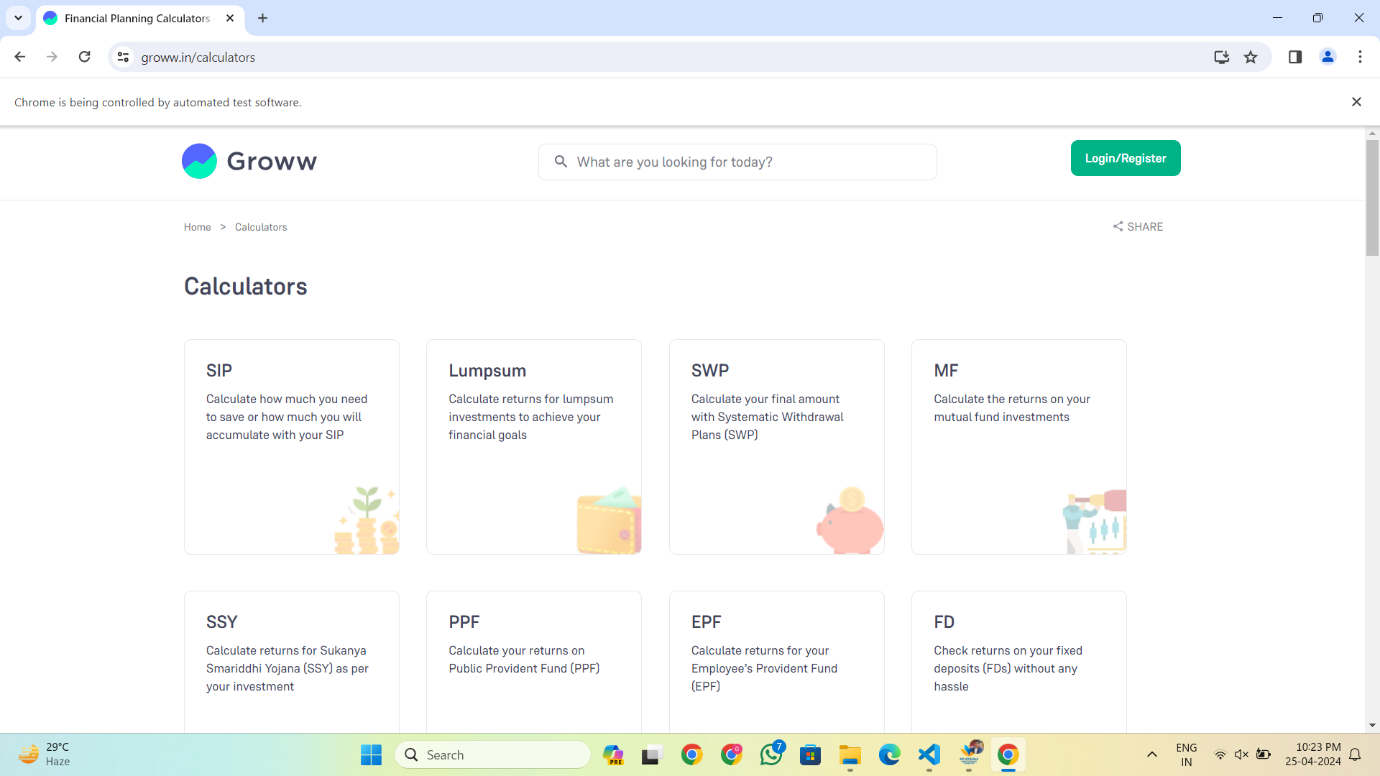 Financial Planning Calculators
groww.in/calculators
Chrome is being controlled by automated test software.
Groww
What are you looking for today?
Login/Register
Home > Calculators
SHARE
Calculators
SIP
Calculate how much you need
to save or how much you will
accumulate with your SIP
Lumpsum
Calculate returns for lumpsum
investments to achieve your
financial goals
SWP
Calculate your final amount
with Systematic Withdrawal
Plans (SWP)
MF
Calculate the returns on your
mutual fund investments
SSY
Calculate returns for Sukanya
Smariddhi Yojana (SSY) as per
your investment
PPF
Calculate your returns on
Public Provident Fund (PPF)
EPF
Calculate returns for your
Employee's Provident Fund
(EPF)
FD
Check returns on your fixed
deposits (FDs) without any
hassle
29°C
Haze
Search
PRE
7
ENG
IN
10:23 PM
25-04-2024